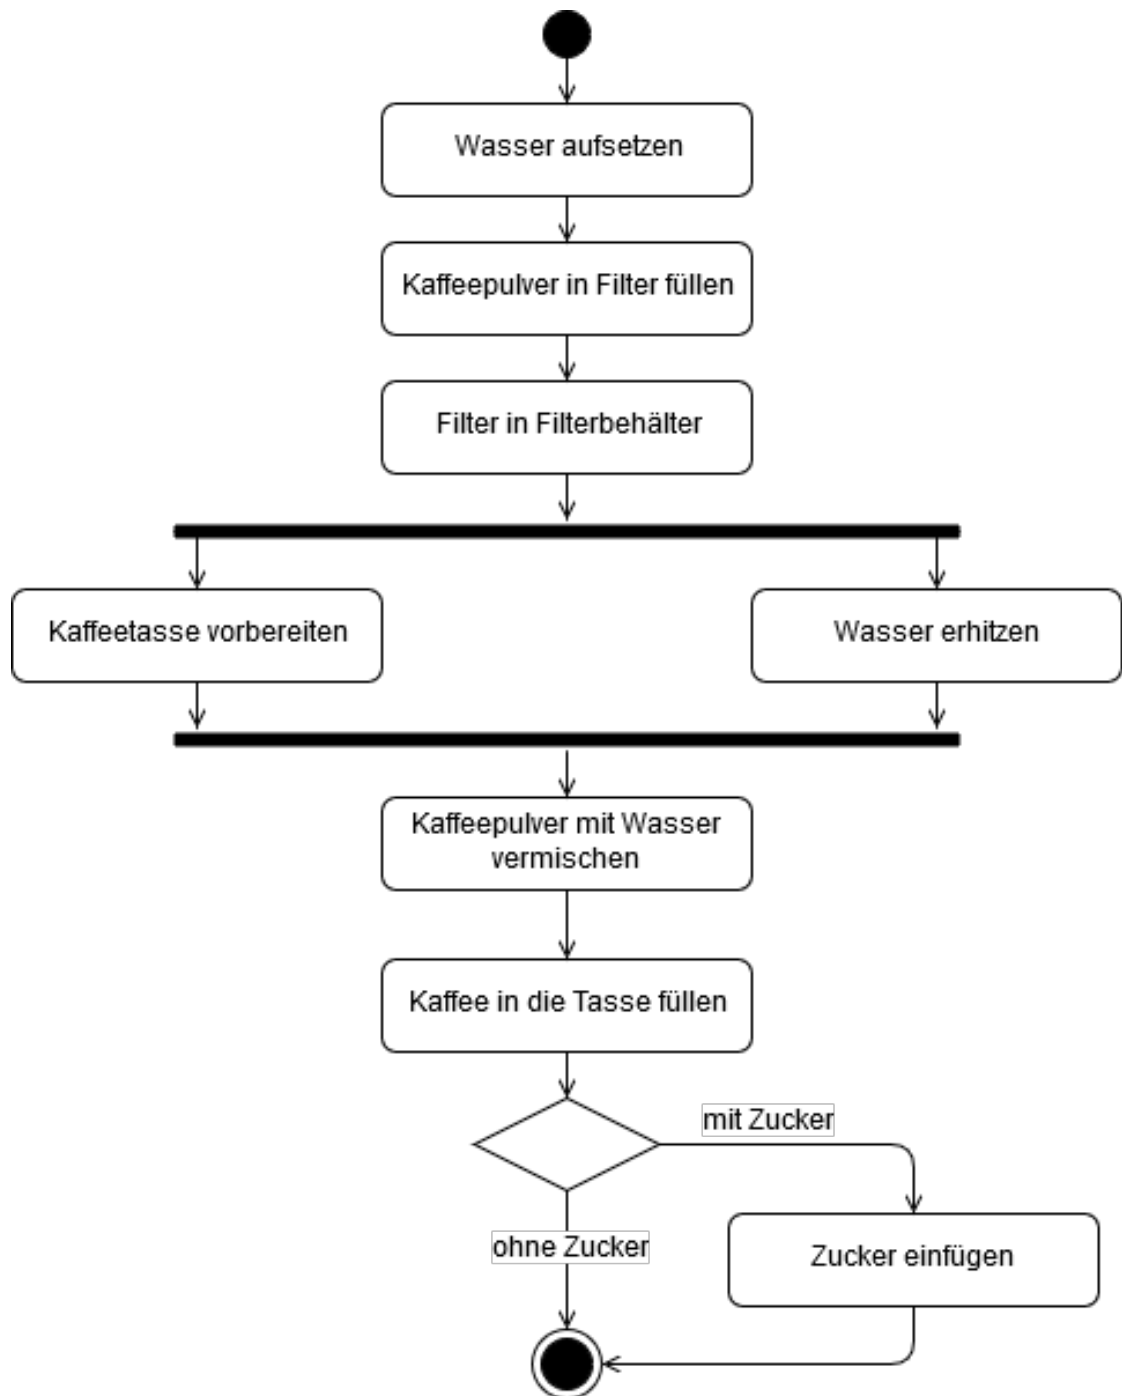 Wasser aufsetzen
Kaffeepulver in Filter füllen
Filter in Filterbehälter
Kaffeetasse vorbereiten
Wasser erhitzen
Kaffeepulver mit Wasser
vermischen
Kaffee in die Tasse füllen
mit Zucker
ohne Zucker
Zucker einfügen